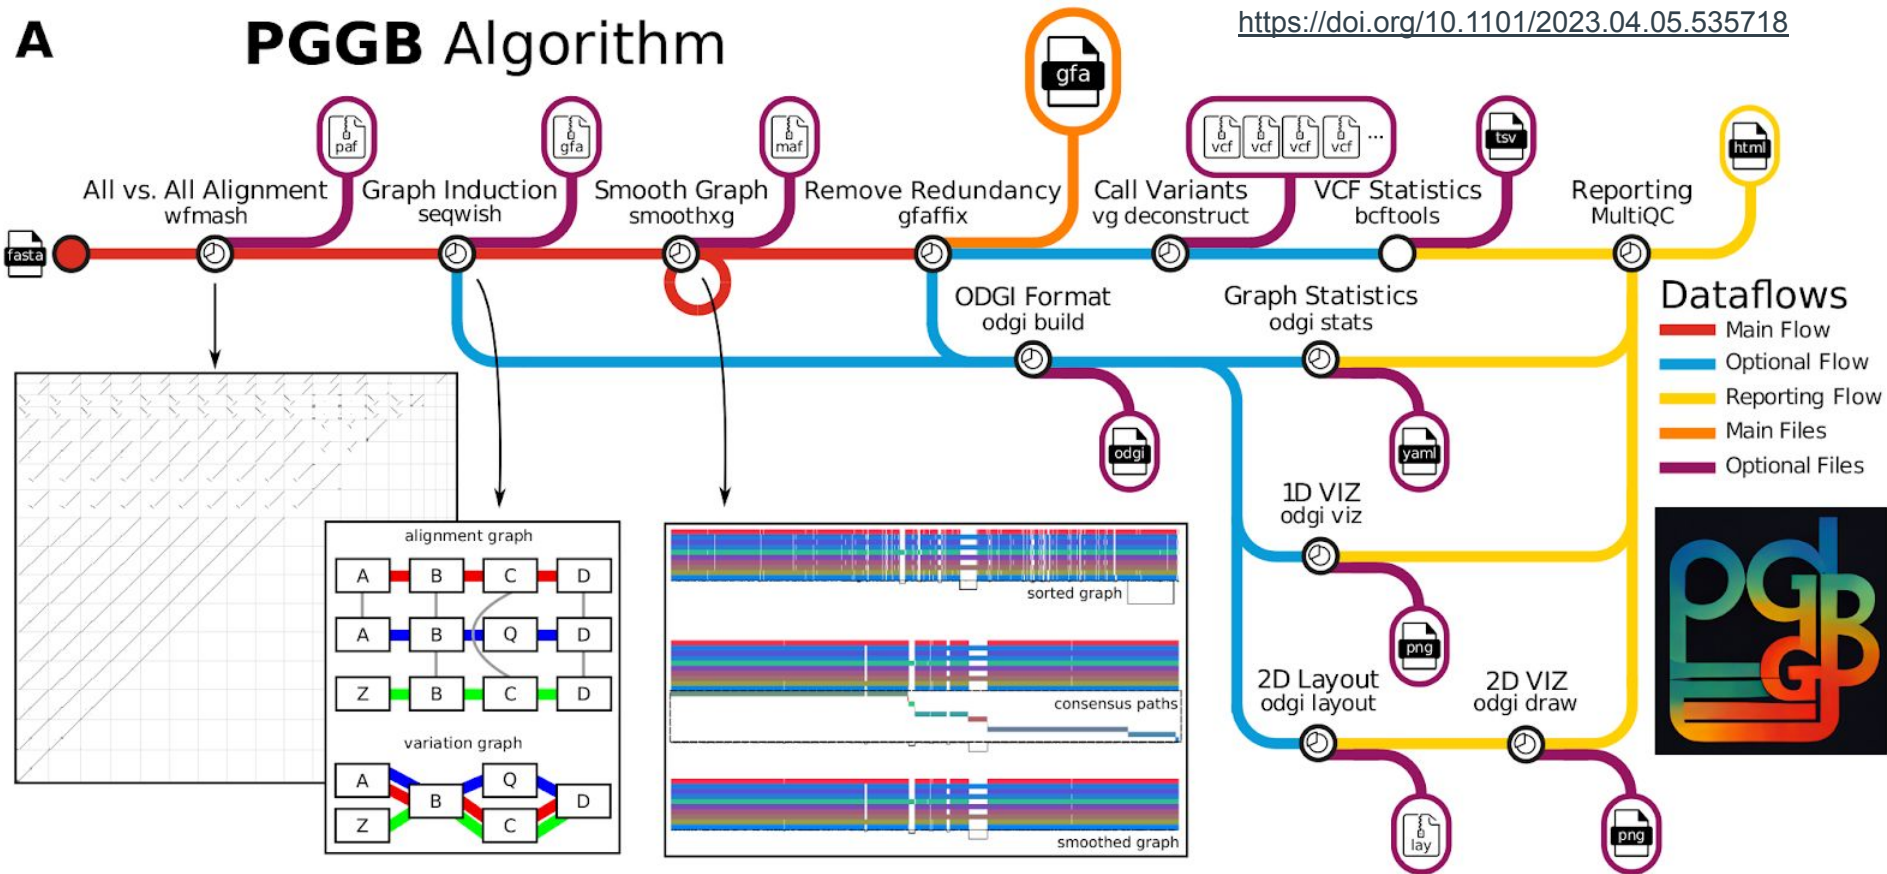 A
PGGB Algorithm
https://doi.org/10.1101/2023.04.05.535718
gfa
paf
gfa
maf
vcf vcf vcf vcf ...
tsv
html
All vs. All Alignment
wfmash
Graph Induction
seqwish
Smooth Graph
smoothxg
Remove Redundancy
gfaffix
Call Variants
vg deconstruct
VCF Statistics
bcftools
Reporting
MultiQC
fasta
ODGI Format
odgi build
Graph Statistics
odgi stats
Dataflows
Main Flow
Optional Flow
Reporting Flow
Main Files
Optional Files
odgi
yaml
1D VIZ
odgi viz
png
2D Layout
odgi layout
2D VIZ
odgi draw
lay
png
alignment graph
A B C D
A B Q D
Z B C D
variation graph
A Q
B D
Z C
sorted graph
consensus paths
smoothed graph
pgGB